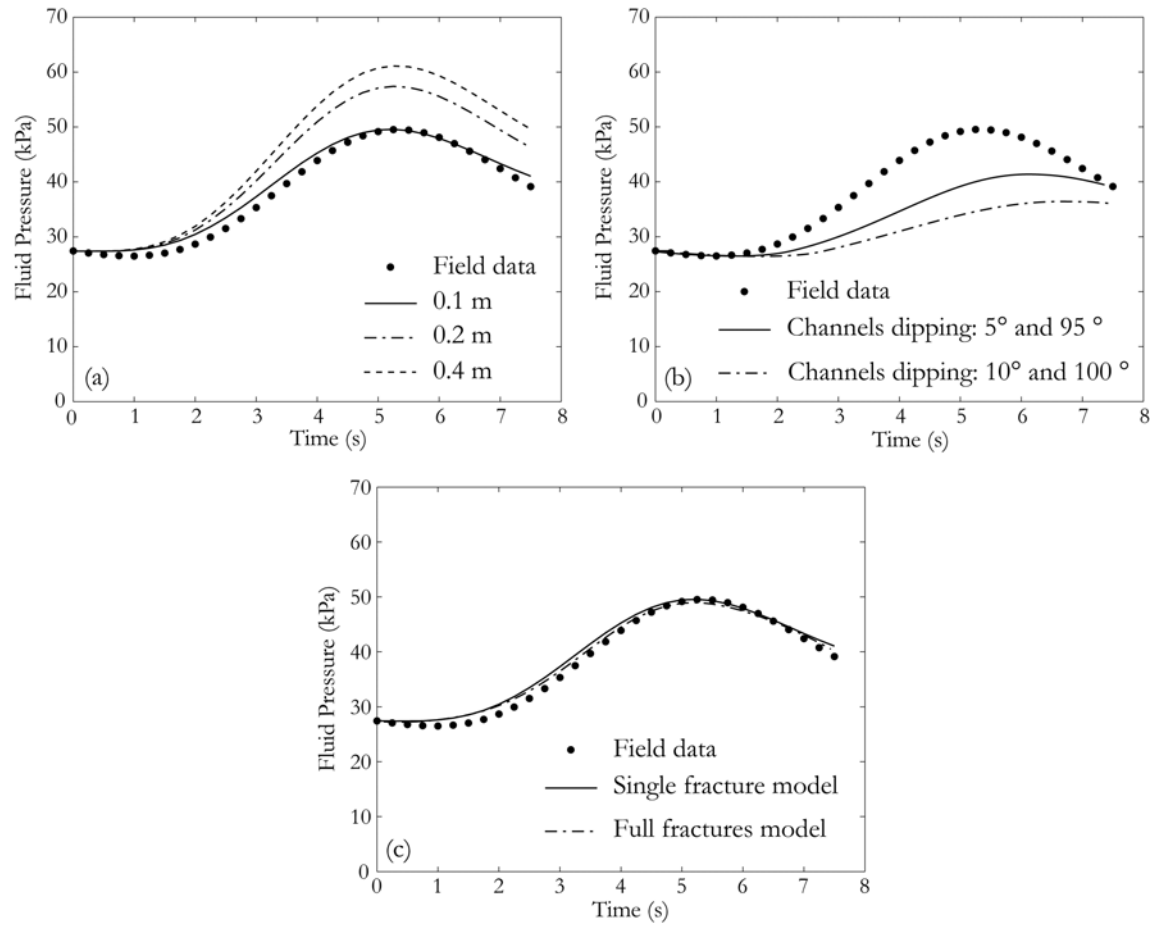 70
60
50
40
30
20
10
0
Fluid Pressure (kPa)
0 1 2 3 4 5 6 7 8
Time (s)
Field data
0.1 m
0.2 m
0.4 m
(a)
70
60
50
40
30
20
10
0
Fluid Pressure (kPa)
0 1 2 3 4 5 6 7 8
Time (s)
Field data
Channels dipping: 5° and 95 °
Channels dipping: 10° and 100 °
(b)
70
60
50
40
30
20
10
0
Fluid Pressure (kPa)
0 1 2 3 4 5 6 7 8
Time (s)
Field data
Single fracture model
Full fractures model
(c)